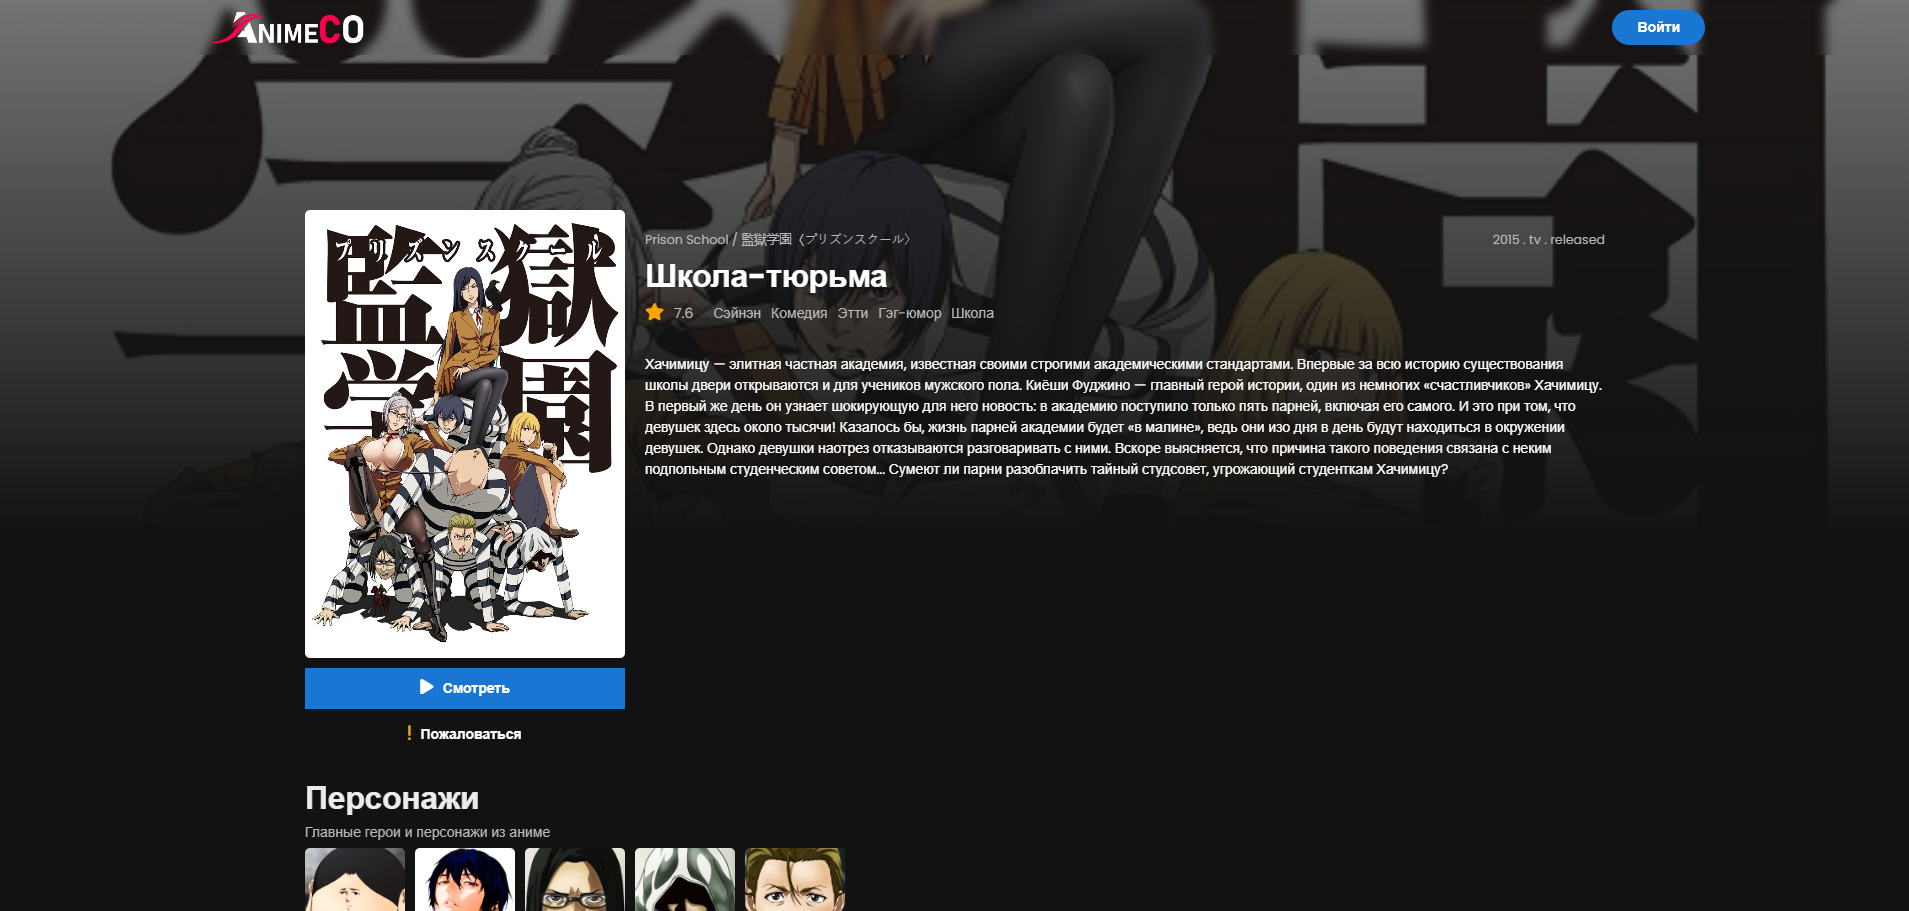 ANIMECO
Войти
Prison School / 監獄学園〈プリズンスクール〉
2015 . tv . released
Школа-тюрьма
7.6 Сэйнэн Комедия Этти Гэг-юмор Школа
Хачимицу — элитная частная академия, известная своими строгими академическими стандартами. Впервые за всю историю существования
школы двери открываются и для учеников мужского пола. Киёши Фуджино — главный герой истории, один из немногих «счастливчиков» Хачимицу.
В первый же день он узнает шокирующую для него новость: в академию поступило только пять парней, включая его самого. И это при том, что
девушек здесь около тысячи! Казалось бы, жизнь парней академии будет «в малине», ведь они изо дня в день будут находиться в окружении
девушек. Однако девушки наотрез отказываются разговаривать с ними. Вскоре выясняется, что причина такого поведения связана с неким
подпольным студенческим советом... Сумеют ли парни разоблачить тайный студсовет, угрожающий студенткам Хачимицу?
プリズンスクール
監獄
学園
Смотреть
! Пожаловаться
Персонажи
Главные герои и персонажи из аниме